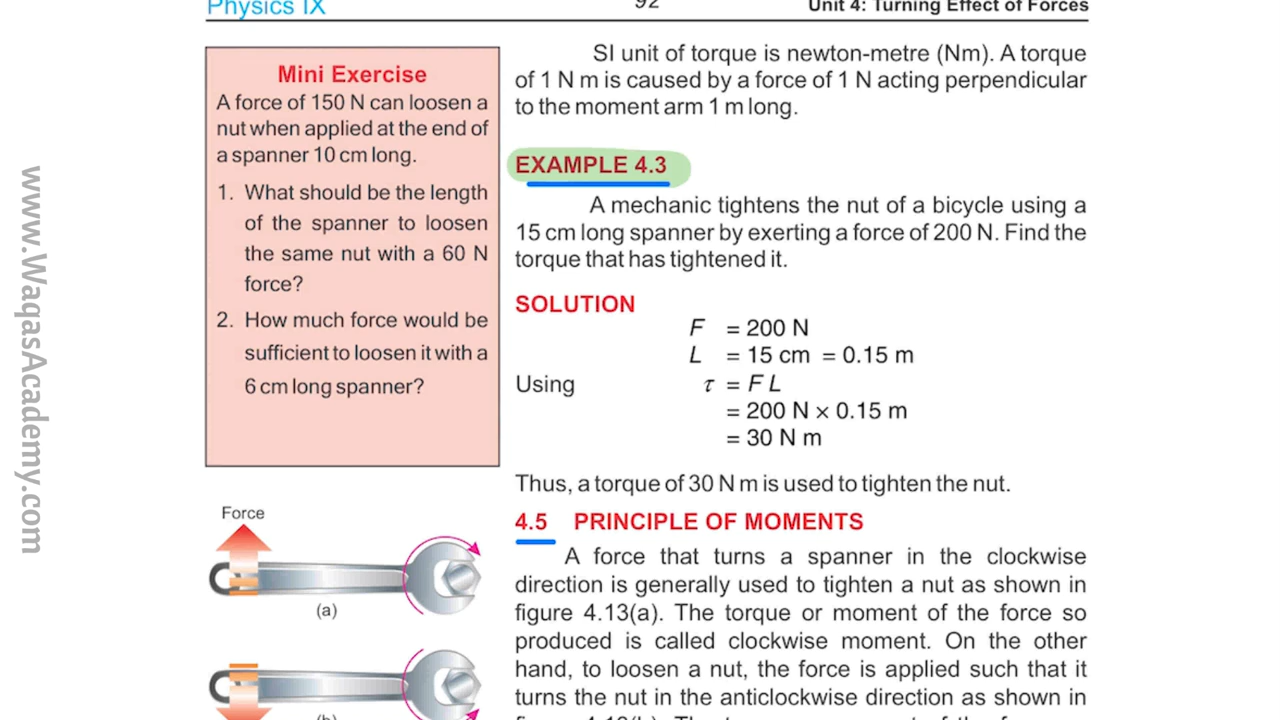 Physics IX
92
Unit 4: Turning Effect of Forces
Mini Exercise
A force of 150 N can loosen a
nut when applied at the end of
a spanner 10 cm long.
1. What should be the length
of the spanner to loosen
the same nut with a 60 N
force?
2. How much force would be
sufficient to loosen it with a
6 cm long spanner?
Force
(a)
SI unit of torque is newton-metre (Nm). A torque
of 1 N m is caused by a force of 1 N acting perpendicular
to the moment arm 1 m long.
EXAMPLE 4.3
A mechanic tightens the nut of a bicycle using a
15 cm long spanner by exerting a force of 200 N. Find the
torque that has tightened it.
SOLUTION
F = 200 N
L = 15 cm = 0.15 m
Using τ = F L
= 200 N × 0.15 m
= 30 N m
Thus, a torque of 30 N m is used to tighten the nut.
4.5 PRINCIPLE OF MOMENTS
A force that turns a spanner in the clockwise
direction is generally used to tighten a nut as shown in
figure 4.13(a). The torque or moment of the force so
produced is called clockwise moment. On the other
hand, to loosen a nut, the force is applied such that it
turns the nut in the anticlockwise direction as shown in
www.WaqasAcademy.com